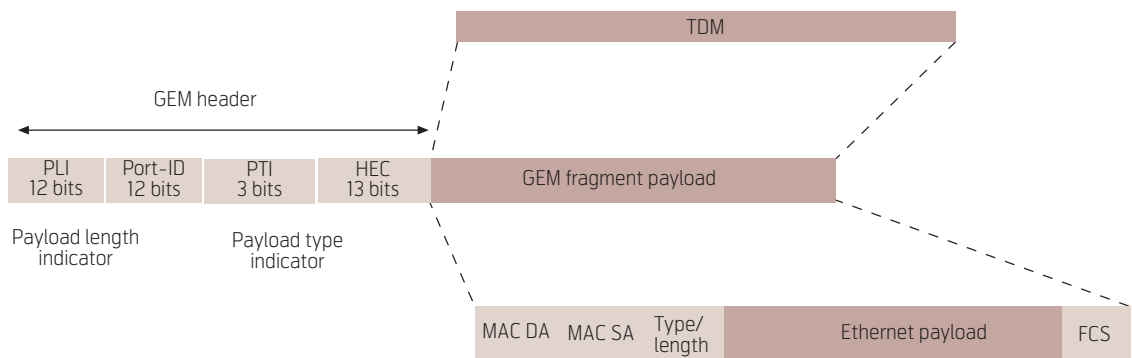 TDM
GEM header
PLI
12 bits
Port-ID
12 bits
PTI
3 bits
HEC
13 bits
GEM fragment payload
Payload length
indicator
Payload type
indicator
MAC DA
MAC SA
Type/
length
Ethernet payload
FCS